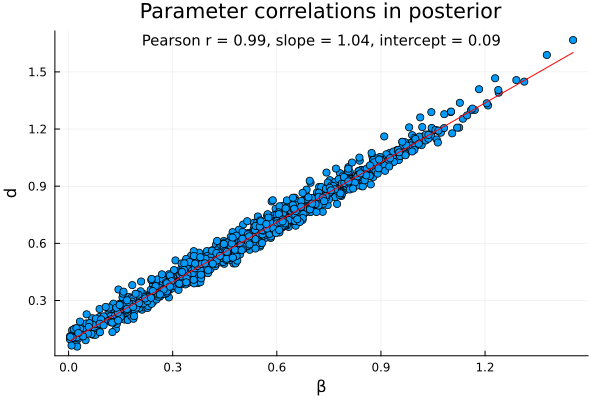 Parameter correlations in posterior
Pearson r = 0.99, slope = 1.04, intercept = 0.09
1.5
1.2
0.9
0.6
0.3
d
0.0 0.3 0.6 0.9 1.2
β